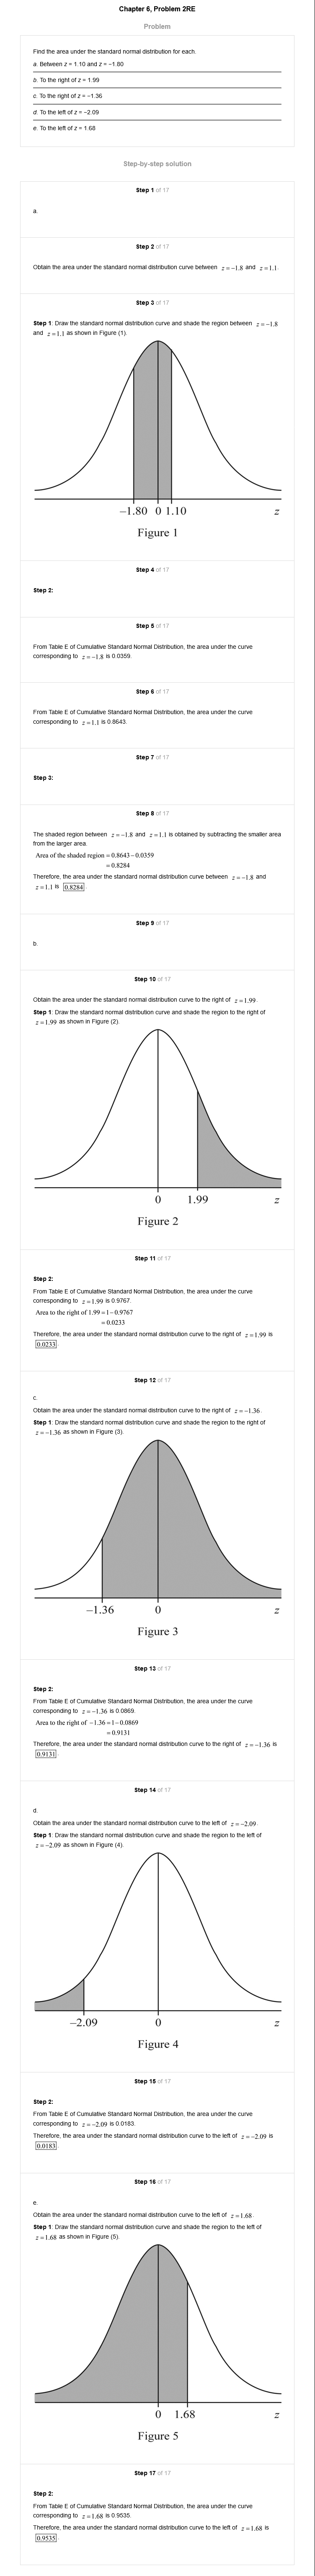 Chapter 6, Problem 2RE
Problem
Find the area under the standard normal distribution for each.
a. Between z = 1.10 and z = −1.80
b. To the right of z = 1.99
c. To the right of z = −1.36
d. To the left of z = −2.09
e. To the left of z = 1.68
Step-by-step solution
Step 1 of 17
a.
Step 2 of 17
Obtain the area under the standard normal distribution curve between z = −1.8 and z = 1.1.
Step 3 of 17
Step 1: Draw the standard normal distribution curve and shade the region between z = −1.8
and z = 1.1 as shown in Figure (1).
−1.80 0 1.10 z
Figure 1
Step 4 of 17
Step 2:
Step 5 of 17
From Table E of Cumulative Standard Normal Distribution, the area under the curve
corresponding to z = −1.8 is 0.0359.
Step 6 of 17
From Table E of Cumulative Standard Normal Distribution, the area under the curve
corresponding to z = 1.1 is 0.8643.
Step 7 of 17
Step 3:
Step 8 of 17
The shaded region between z = −1.8 and z = 1.1 is obtained by subtracting the smaller area
from the larger area.
Area of the shaded region = 0.8643 − 0.0359
= 0.8284
Therefore, the area under the standard normal distribution curve between z = −1.8 and
z = 1.1 is 0.8284.
Step 9 of 17
b.
Step 10 of 17
Obtain the area under the standard normal distribution curve to the right of z = 1.99.
Step 1: Draw the standard normal distribution curve and shade the region to the right of
z = 1.99 as shown in Figure (2).
0 1.99 z
Figure 2
Step 11 of 17
Step 2:
From Table E of Cumulative Standard Normal Distribution, the area under the curve
corresponding to z = 1.99 is 0.9767.
Area to the right of 1.99 = 1 − 0.9767
= 0.0233
Therefore, the area under the standard normal distribution curve to the right of z = 1.99 is
0.0233.
Step 12 of 17
c.
Obtain the area under the standard normal distribution curve to the right of z = −1.36.
Step 1: Draw the standard normal distribution curve and shade the region to the right of
z = −1.36 as shown in Figure (3).
−1.36 0 z
Figure 3
Step 13 of 17
Step 2:
From Table E of Cumulative Standard Normal Distribution, the area under the curve
corresponding to z = −1.36 is 0.0869.
Area to the right of −1.36 = 1 − 0.0869
= 0.9131
Therefore, the area under the standard normal distribution curve to the right of z = −1.36 is
0.9131.
Step 14 of 17
d.
Obtain the area under the standard normal distribution curve to the left of z = −2.09.
Step 1: Draw the standard normal distribution curve and shade the region to the left of
z = −2.09 as shown in Figure (4).
−2.09 0 z
Figure 4
Step 15 of 17
Step 2:
From Table E of Cumulative Standard Normal Distribution, the area under the curve
corresponding to z = −2.09 is 0.0183.
Therefore, the area under the standard normal distribution curve to the left of z = −2.09 is
0.0183.
Step 16 of 17
e.
Obtain the area under the standard normal distribution curve to the left of z = 1.68.
Step 1: Draw the standard normal distribution curve and shade the region to the left of
z = 1.68 as shown in Figure (5).
0 1.68 z
Figure 5
Step 17 of 17
Step 2:
From Table E of Cumulative Standard Normal Distribution, the area under the curve
corresponding to z = 1.68 is 0.9535.
Therefore, the area under the standard normal distribution curve to the left of z = 1.68 is
0.9535.